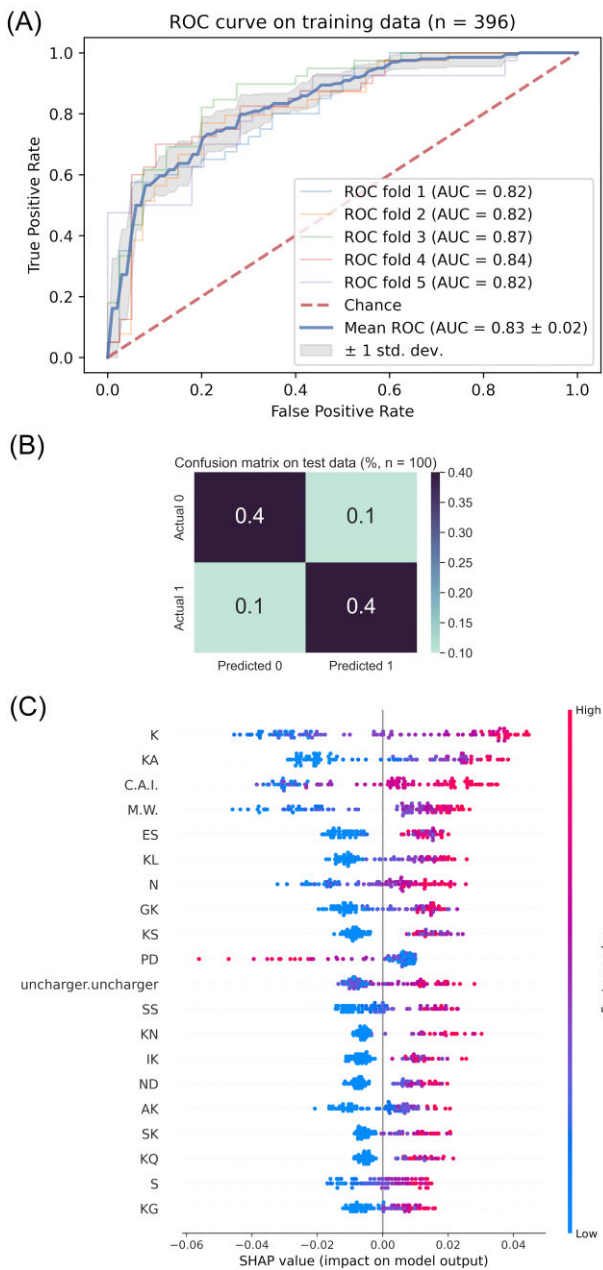 (A)
ROC curve on training data (n = 396)
True Positive Rate
1.0
0.8
0.6
0.4
0.2
0.0
ROC fold 1 (AUC = 0.82)
ROC fold 2 (AUC = 0.82)
ROC fold 3 (AUC = 0.87)
ROC fold 4 (AUC = 0.84)
ROC fold 5 (AUC = 0.82)
Chance
Mean ROC (AUC = 0.83 ± 0.02)
± 1 std. dev.
0.0 0.2 0.4 0.6 0.8 1.0
False Positive Rate
(B)
Confusion matrix on test data (%, n = 100)
Actual 0
0.4 0.1
Actual 1
0.1 0.4
Predicted 0 Predicted 1
0.40
0.35
0.30
0.25
0.20
0.15
0.10
(C)
High
K
KA
C.A.I.
M.W.
ES
KL
N
GK
KS
PD
uncharger.uncharger
SS
KN
IK
ND
AK
SK
KQ
S
KG
Low
−0.06 −0.04 −0.02 0.00 0.02 0.04
SHAP value (impact on model output)